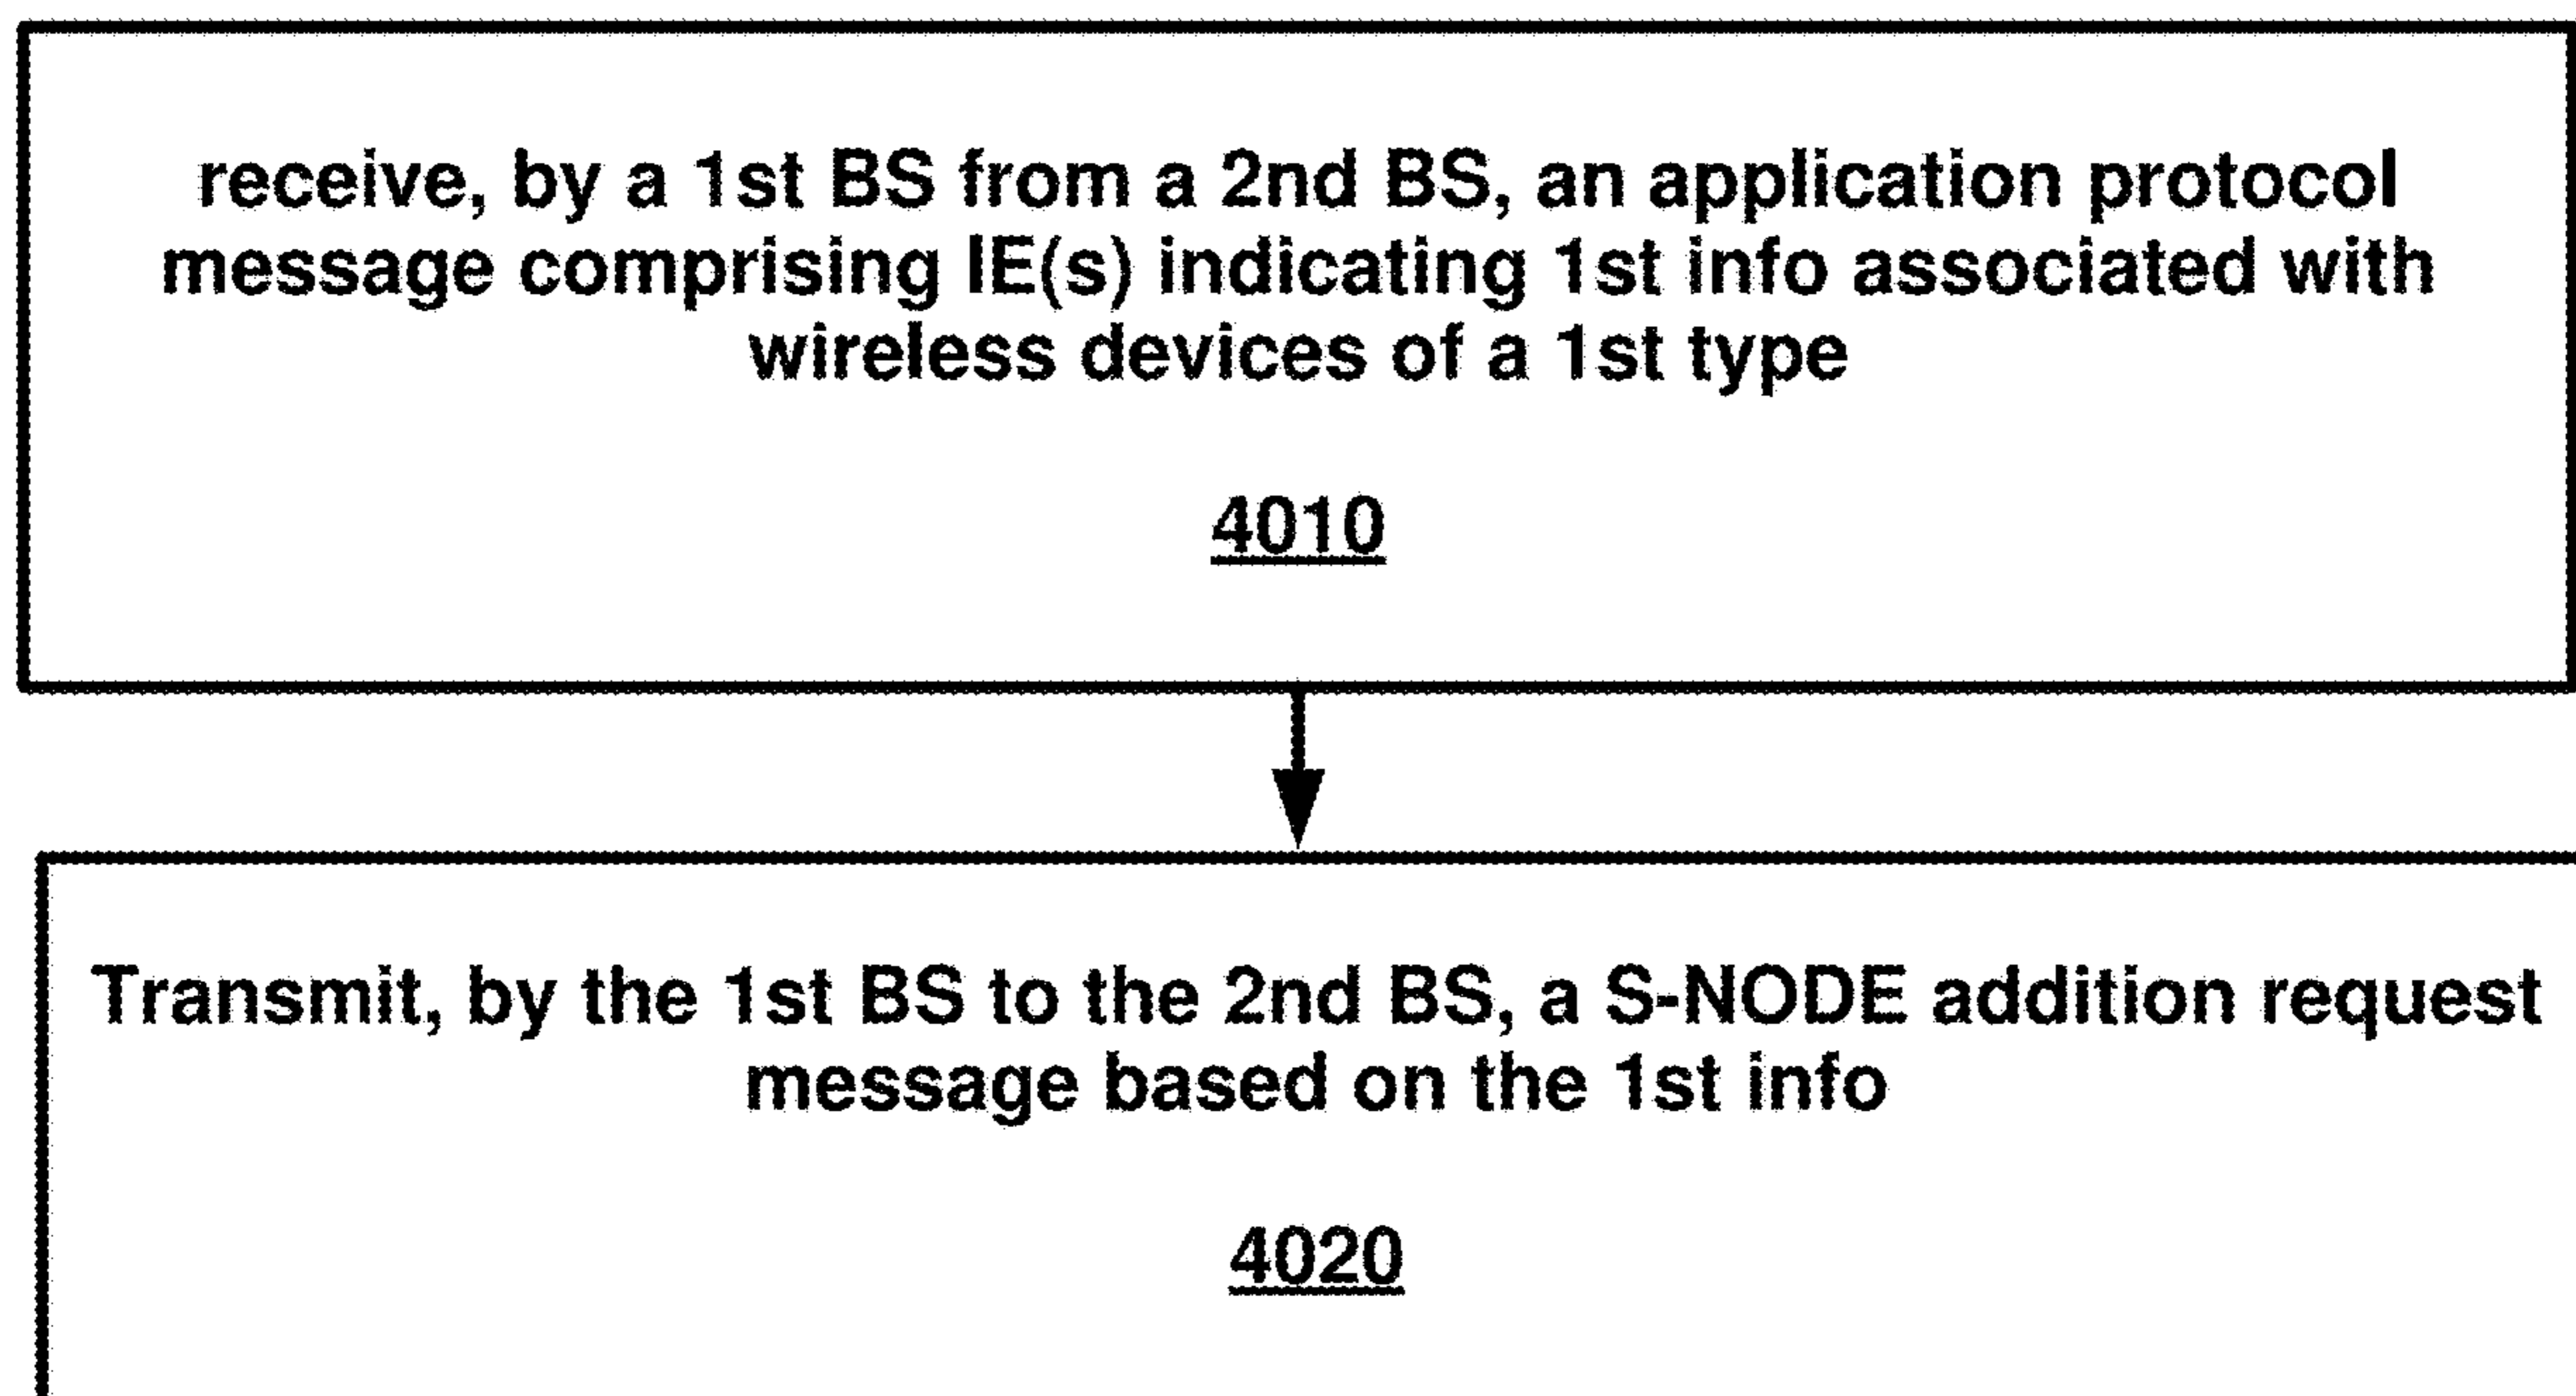 receive, by a 1st BS from a 2nd BS, an application protocol
message comprising IE(s) indicating 1st info associated with
wireless devices of a 1st type
4010
Transmit, by the 1st BS to the 2nd BS, a S-NODE addition request
message based on the 1st info
4020